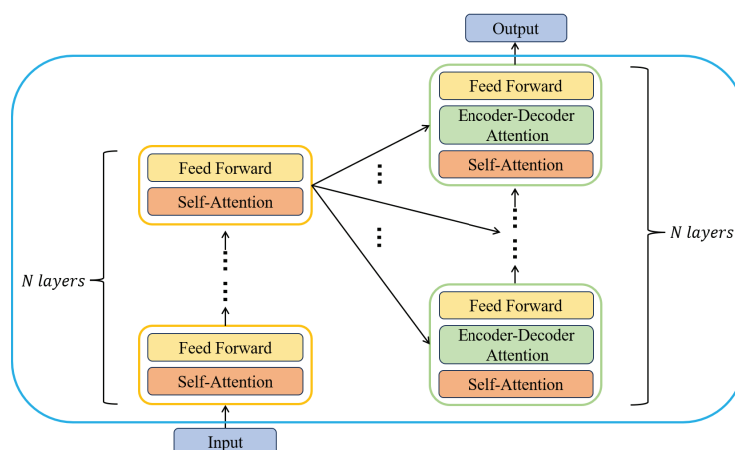 Output
Feed Forward
Encoder-Decoder
Attention
Self-Attention
Feed Forward
Self-Attention
N layers
N layers
Feed Forward
Encoder-Decoder
Attention
Self-Attention
Feed Forward
Self-Attention
Input